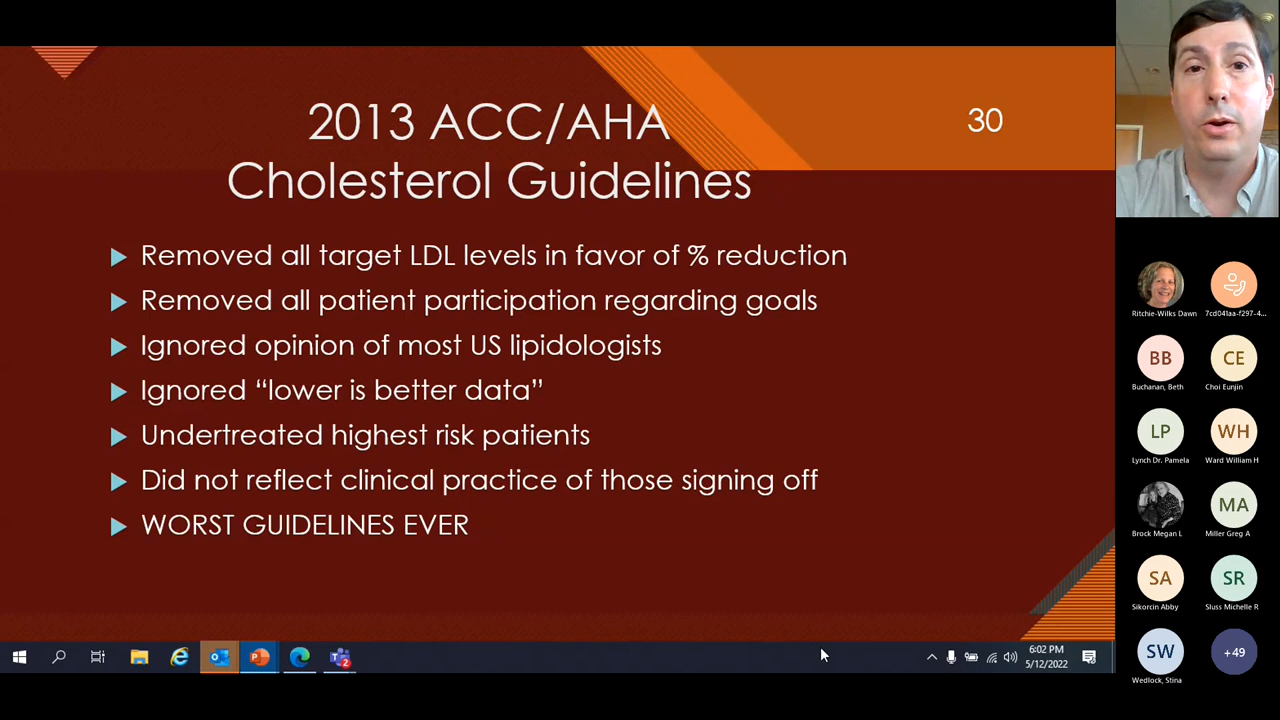 2013 ACC/AHA
Cholesterol Guidelines
30
Removed all target LDL levels in favor of % reduction
Removed all patient participation regarding goals
Ignored opinion of most US lipidologists
Ignored “lower is better data”
Undertreated highest risk patients
Did not reflect clinical practice of those signing off
WORST GUIDELINES EVER
6:02 PM
5/12/2022
2
Ritchie-Wilks Dawn
7cd041aa-f297-4...
BB
CE
Buchanan, Beth
Choi Eunjin
LP
WH
Lynch Dr. Pamela
Ward William H
MA
Brock Megan L
Miller Greg A
SA
SR
Sikorcin Abby
Sluss Michelle R
SW
+49
Wedlock, Stina